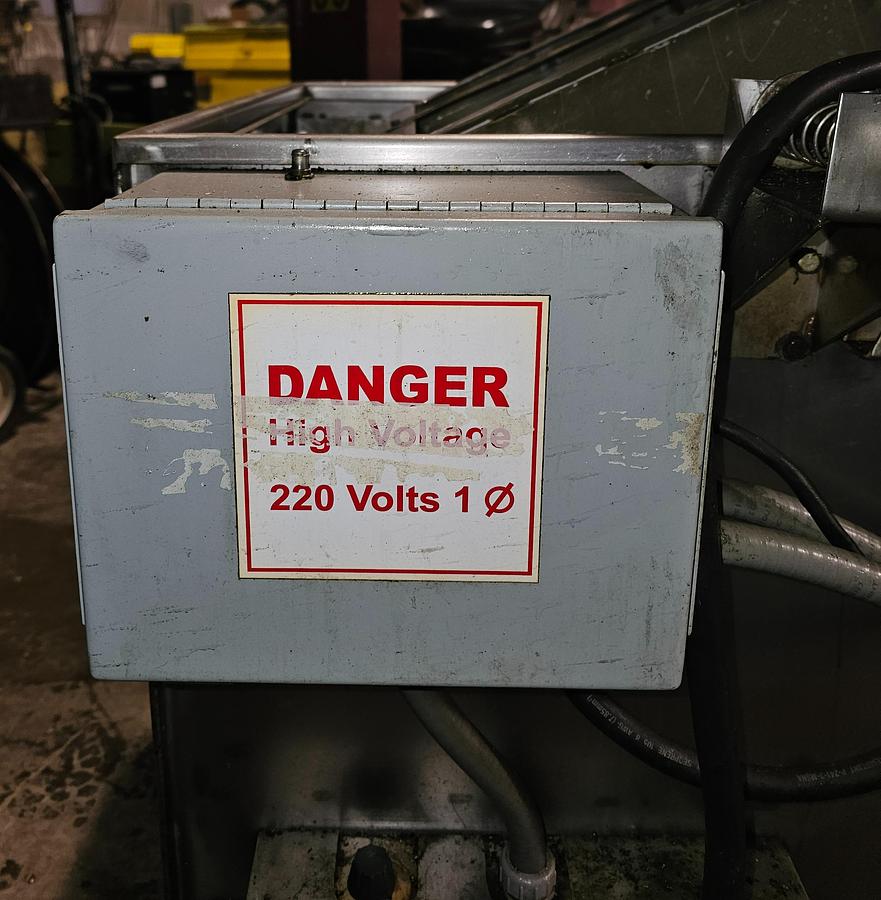 DANGER
High Voltage
220 Volts 1 Ø